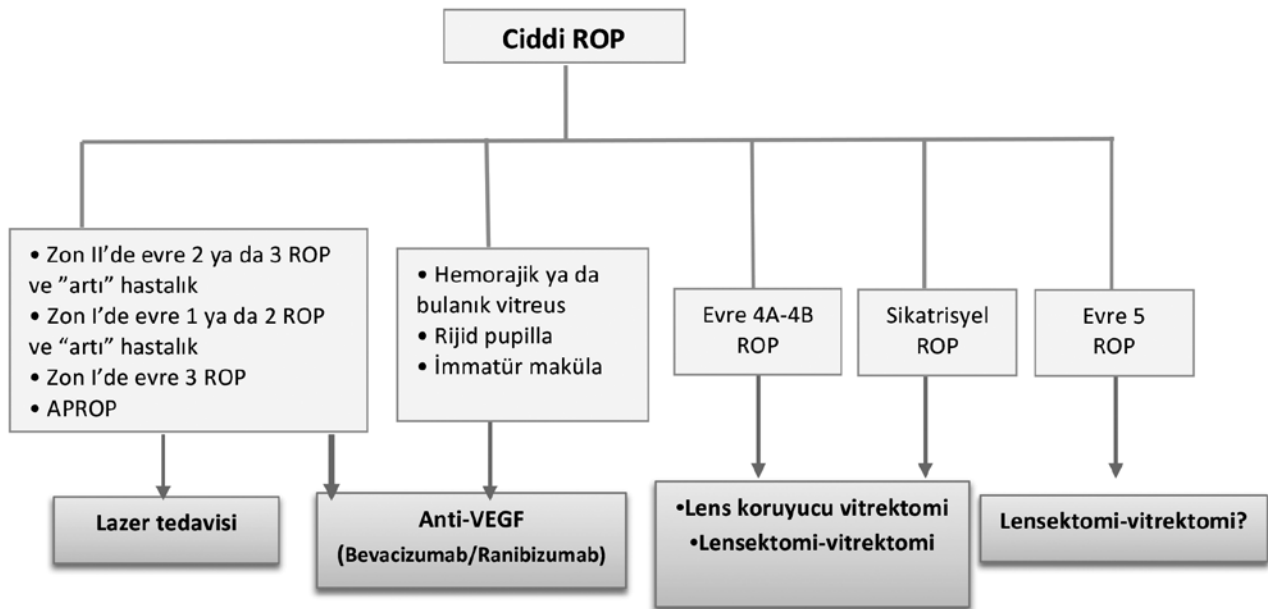 Ciddi ROP
• Zon II’de evre 2 ya da 3 ROP
ve ”artı” hastalık
• Zon I’de evre 1 ya da 2 ROP
ve “artı” hastalık
• Zon I’de evre 3 ROP
• APROP
• Hemorajik ya da
bulanık vitreus
• Rijid pupilla
• İmmatür maküla
Evre 4A-4B
ROP
Sikatrisyel
ROP
Evre 5
ROP
Lazer tedavisi
Anti-VEGF
(Bevacizumab/Ranibizumab)
•Lens koruyucu vitrektomi
•Lensektomi-vitrektomi
Lensektomi-vitrektomi?